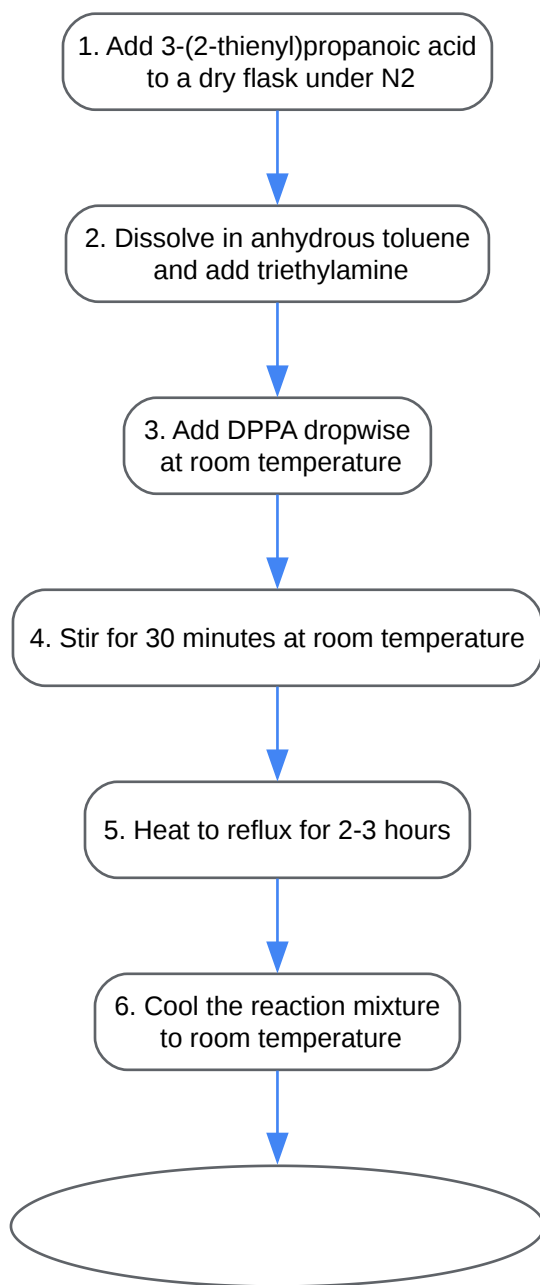 1. Add 3-(2-thienyl)propanoic acid
to a dry flask under N2
2. Dissolve in anhydrous toluene
and add triethylamine
3. Add DPPA dropwise
at room temperature
4. Stir for 30 minutes at room temperature
5. Heat to reflux for 2-3 hours
6. Cool the reaction mixture
to room temperature